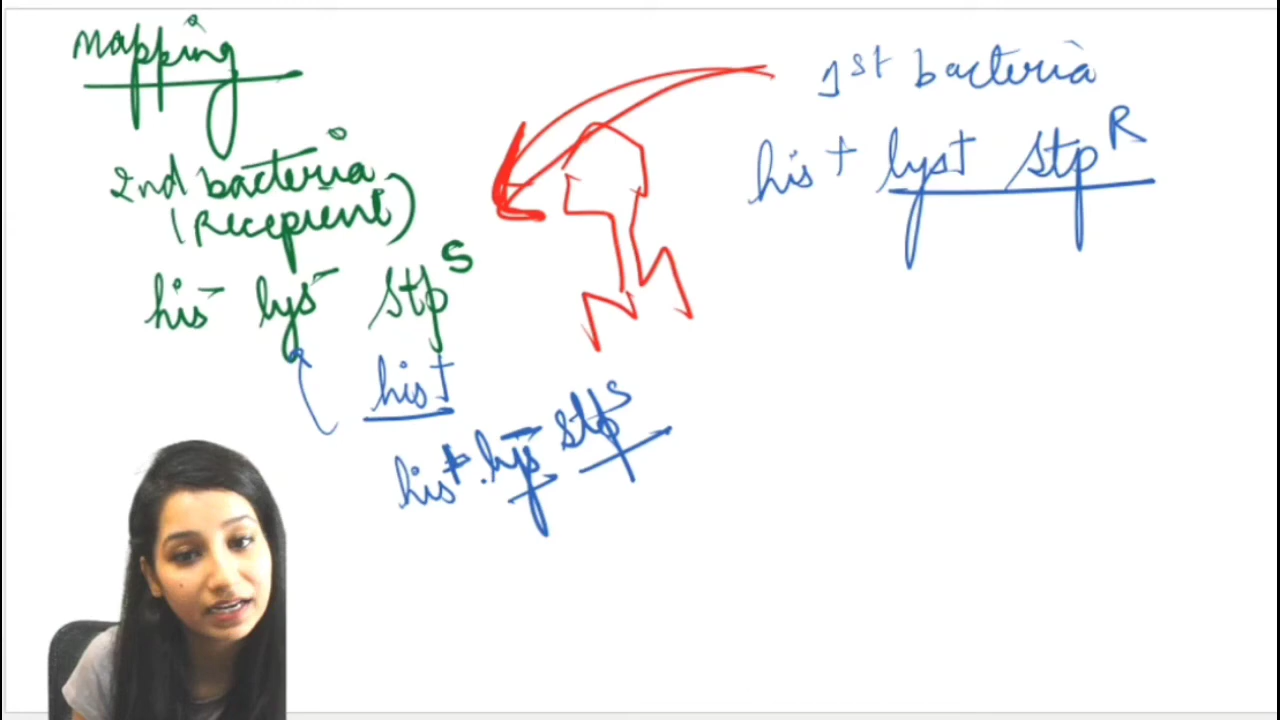 mapping
2nd bacteria
(Recepient)
his⁻ lys⁻ stp^S
his⁺
his⁺ lys⁻ stp^S
1st bacteria
his⁺ lys⁺ stp^R